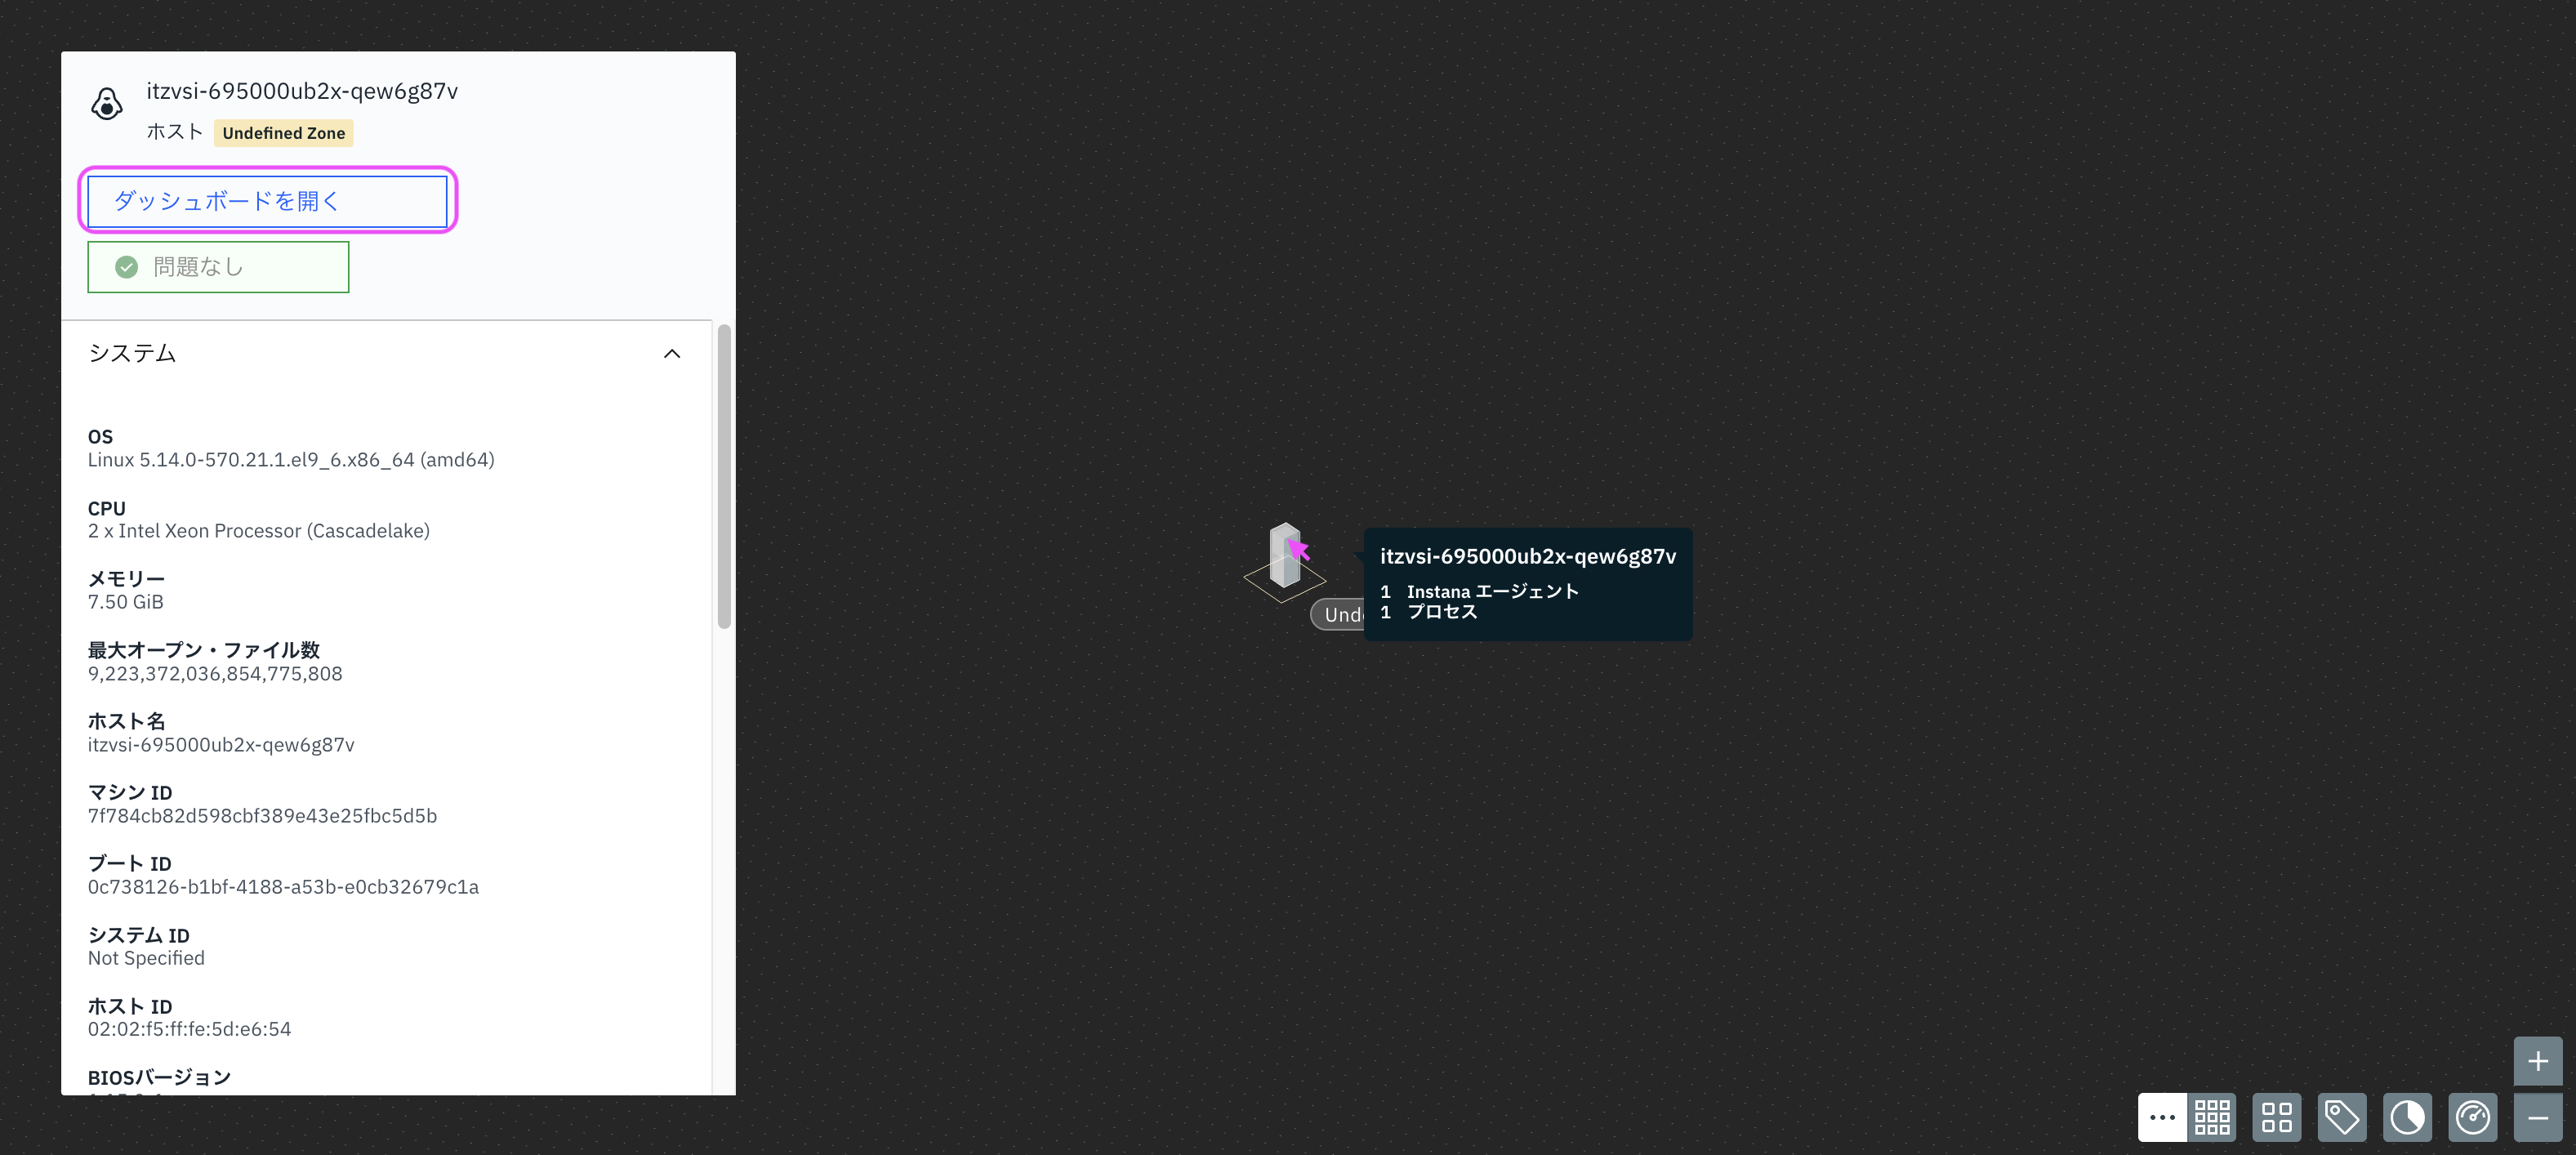 itzvsi-695000ub2x-qew6g87v
ホスト Undefined Zone
ダッシュボードを開く
問題なし
システム
OS
Linux 5.14.0-570.21.1.el9_6.x86_64 (amd64)
CPU
2 x Intel Xeon Processor (Cascadelake)
メモリー
7.50 GiB
最大オープン・ファイル数
9,223,372,036,854,775,808
ホスト名
itzvsi-695000ub2x-qew6g87v
マシン ID
7f784cb82d598cbf389e43e25fbc5d5b
ブート ID
0c738126-b1bf-4188-a53b-e0cb32679c1a
システム ID
Not Specified
ホスト ID
02:02:f5:ff:fe:5d:e6:54
BIOSバージョン
itzvsi-695000ub2x-qew6g87v
1 Instana エージェント
1 プロセス